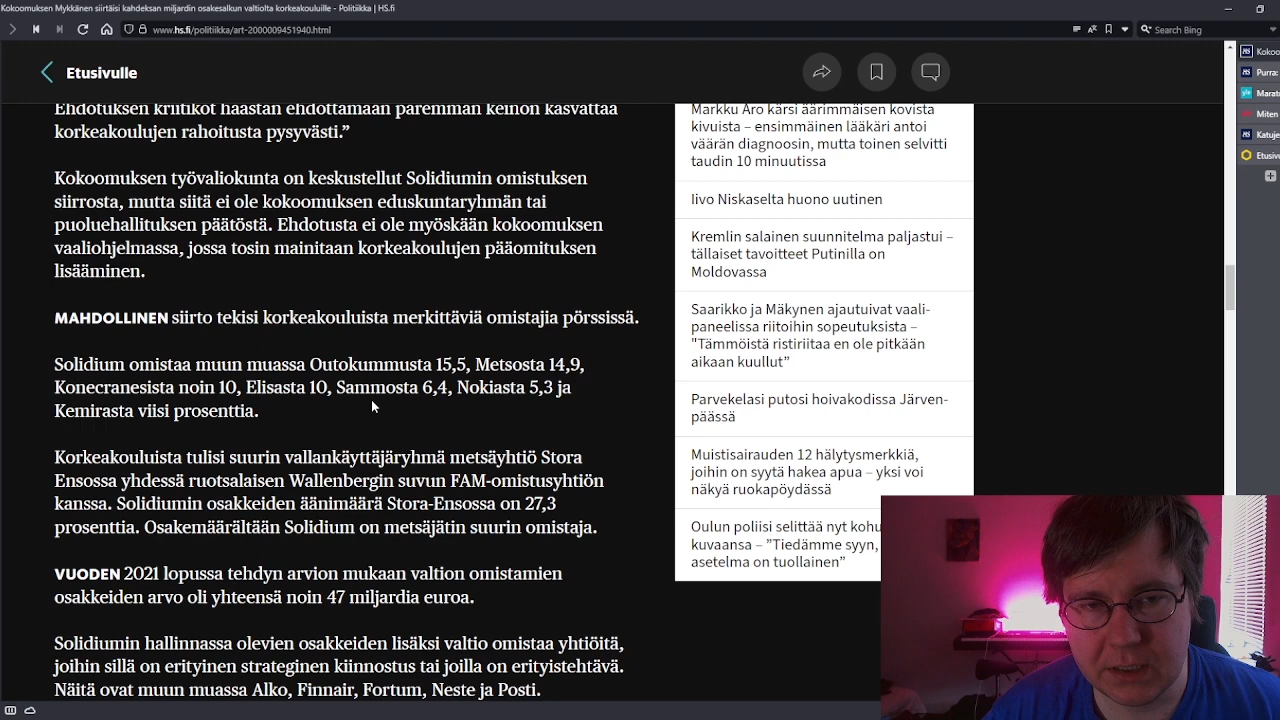 Kokoomuksen Mykkänen siirtäisi kahdeksan miljardin osakesalkun valtiolta korkeakouluille - Politiikka | HS.fi
www.hs.fi/politiikka/art-2000009451940.html
Search Bing
Etusivulle
Ehdotuksen kriitikot haastan ehdottamaan paremman keinon kasvattaa
korkeakoulujen rahoitusta pysyvästi.”
Kokoomuksen työvaliokunta on keskustellut Solidiumin omistuksen
siirrosta, mutta siitä ei ole kokoomuksen eduskuntaryhmän tai
puoluehallituksen päätöstä. Ehdotusta ei ole myöskään kokoomuksen
vaaliohjelmassa, jossa tosin mainitaan korkeakoulujen pääomituksen
lisääminen.
MAHDOLLINEN siirto tekisi korkeakouluista merkittäviä omistajia pörssissä.
Solidium omistaa muun muassa Outokummusta 15,5, Metsosta 14,9,
Konecranesista noin 10, Elisasta 10, Sammosta 6,4, Nokiasta 5,3 ja
Kemirasta viisi prosenttia.
Korkeakouluista tulisi suurin vallankäyttäjäryhmä metsäyhtiö Stora
Ensossa yhdessä ruotsalaisen Wallenbergin suvun FAM-omistusyhtiön
kanssa. Solidiumin osakkeiden äänimäärä Stora-Ensossa on 27,3
prosenttia. Osakemäärältään Solidium on metsäjätin suurin omistaja.
VUODEN 2021 lopussa tehdyn arvion mukaan valtion omistamien
osakkeiden arvo oli yhteensä noin 47 miljardia euroa.
Solidiumin hallinnassa olevien osakkeiden lisäksi valtio omistaa yhtiöitä,
joihin sillä on erityinen strateginen kiinnostus tai joilla on erityistehtävä.
Näitä ovat muun muassa Alko, Finnair, Fortum, Neste ja Posti.
Markku Aro kärsi äärimmäisen kovista
kivuista – ensimmäinen lääkäri antoi
väärän diagnoosin, mutta toinen selvitti
taudin 10 minuutissa
Iivo Niskaselta huono uutinen
Kremlin salainen suunnitelma paljastui –
tällaiset tavoitteet Putinilla on
Moldovassa
Saarikko ja Mäkynen ajautuivat vaali-
paneelissa riitoihin sopeutuksista –
"Tämmöistä ristiriitaa en ole pitkään
aikaan kuullut”
Parvekelasi putosi hoivakodissa Järven-
päässä
Muistisairauden 12 hälytysmerkkiä,
joihin on syytä hakea apua – yksi voi
näkyä ruokapöydässä
Oulun poliisi selittää nyt kohu
kuvaansa – ”Tiedämme syyn,
asetelma on tuollainen”
HS Kokoo
HS Purra:
yle Marat
Miten
HS Katuje
Etusiv